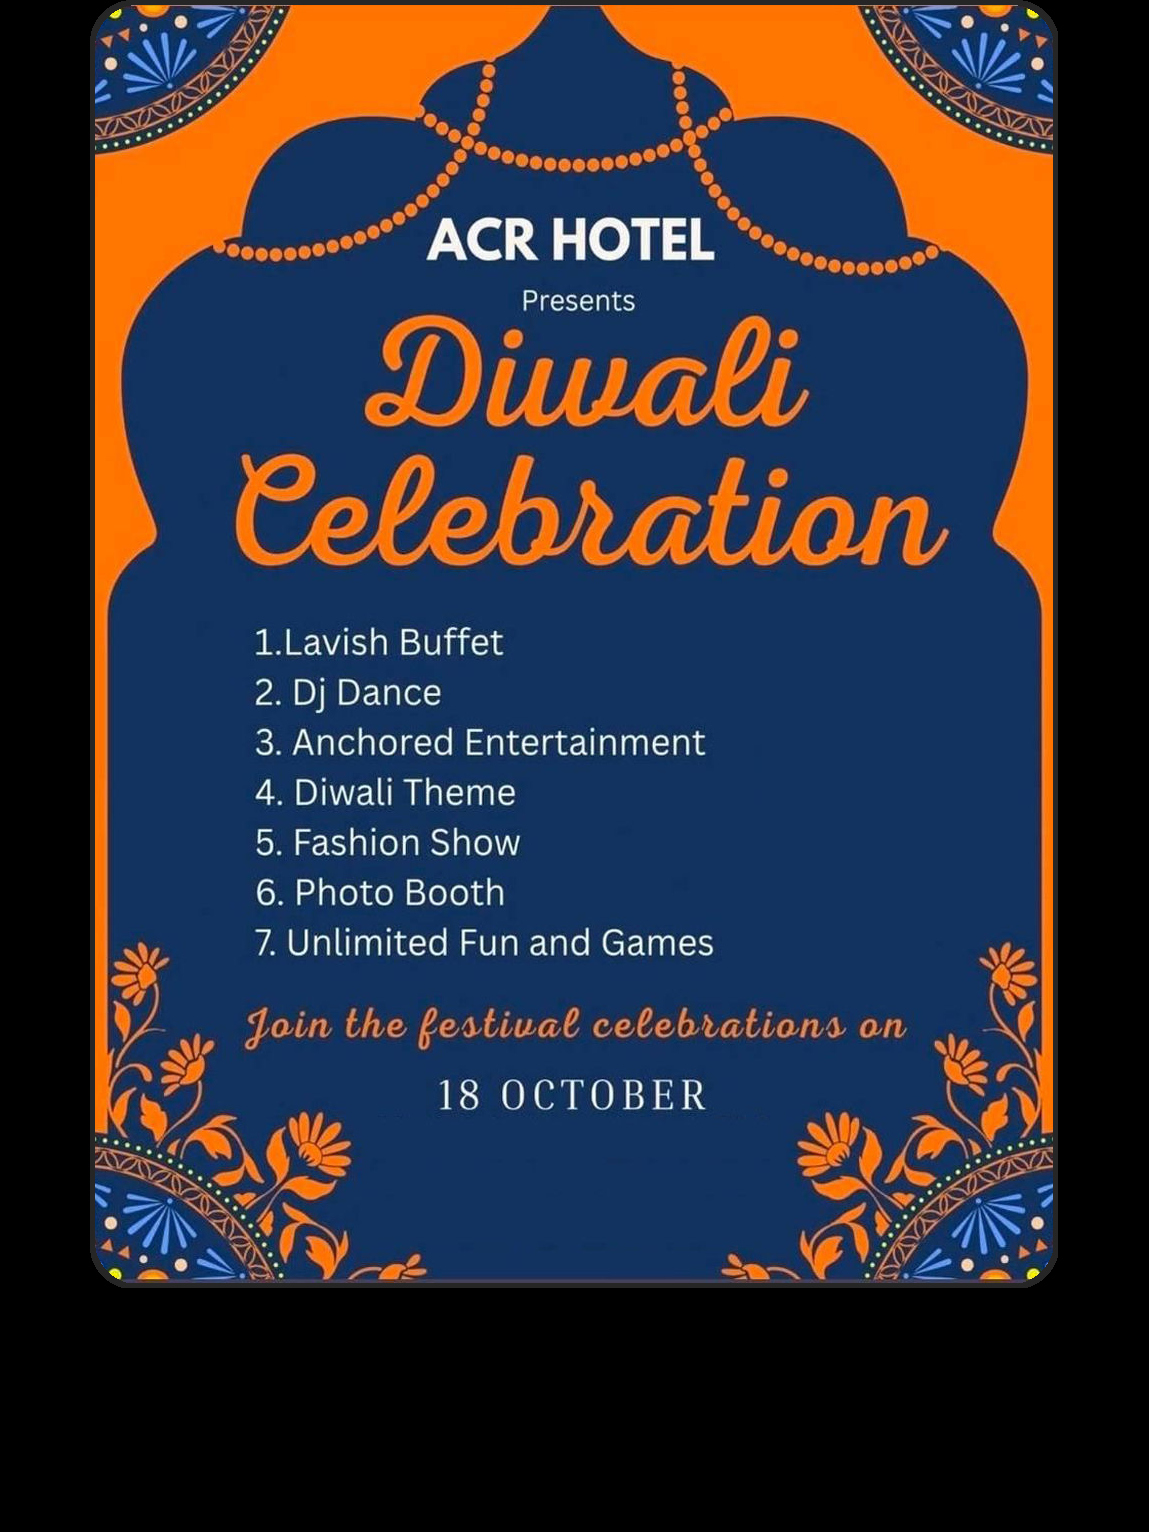 ACR HOTEL
Presents
Diwali
Celebration
1.Lavish Buffet
2. Dj Dance
3. Anchored Entertainment
4. Diwali Theme
5. Fashion Show
6. Photo Booth
7. Unlimited Fun and Games
Join the festival celebrations on
18 OCTOBER